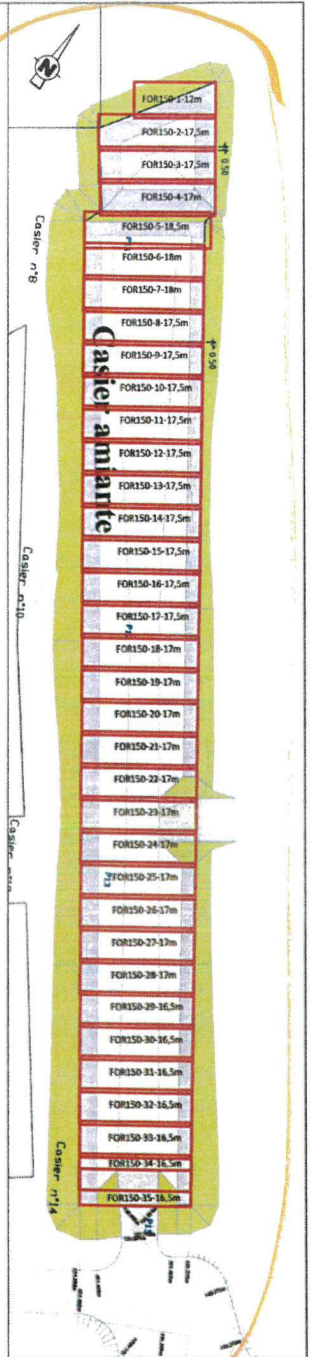 N
FOR150-1-12m
FOR150-2-17,5m
FOR150-3-17,5m
0.50
FOR150-4-17m
FOR150-5-18,5m
FOR150-6-18m
FOR150-7-18m
FOR150-8-17,5m
0.50
FOR150-9-17,5m
FOR150-10-17,5m
FOR150-11-17,5m
FOR150-12-17,5m
FOR150-13-17,5m
FOR150-14-17,5m
FOR150-15-17,5m
FOR150-16-17,5m
FOR150-17-17,5m
FOR150-18-17m
FOR150-19-17m
FOR150-20-17m
FOR150-21-17m
FOR150-22-17m
FOR150-23-17m
FOR150-24-17m
FOR150-25-17m
P13
FOR150-26-17m
FOR150-27-17m
FOR150-28-17m
FOR150-29-16,5m
FOR150-30-16,5m
FOR150-31-16,5m
FOR150-32-16,5m
FOR150-33-16,5m
FOR150-34-16,5m
FOR150-35-16,5m
Casier amiante
Casier n°8
Casier n°10
Casier
Casier n°14